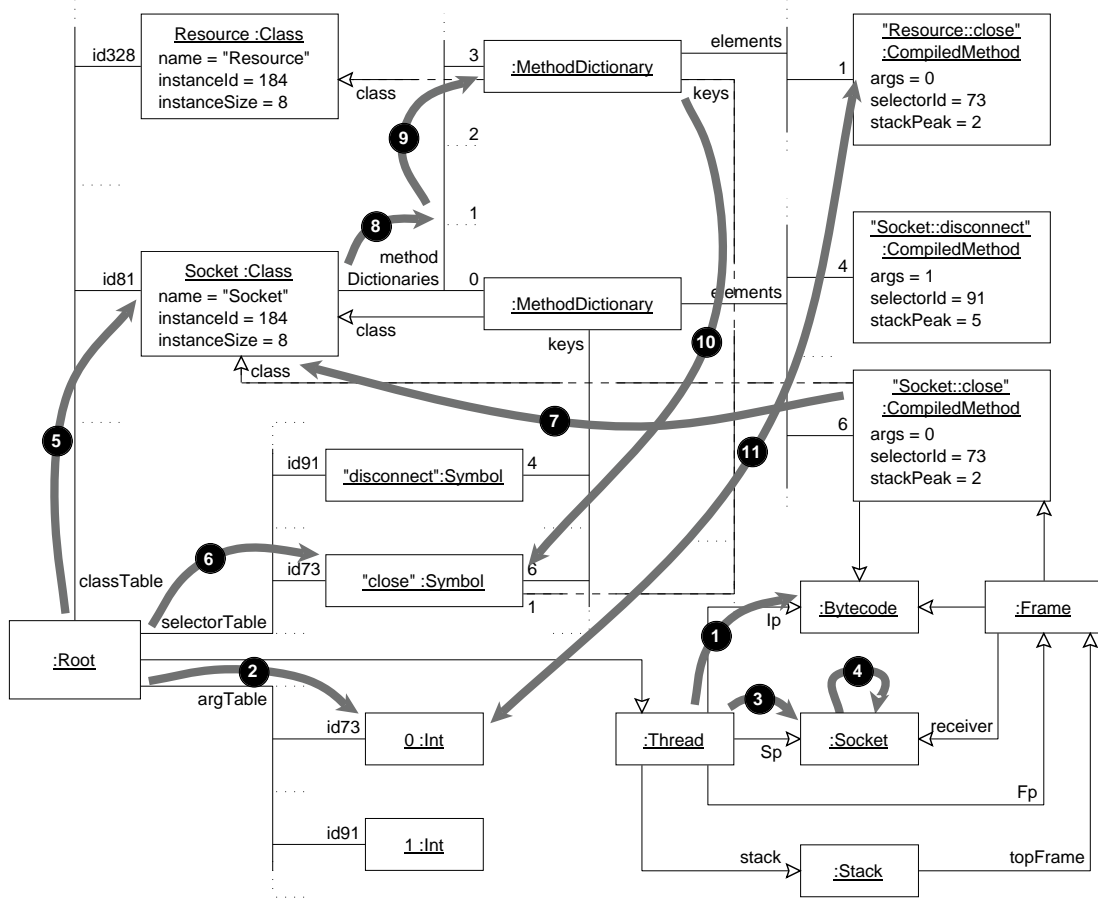 id328
Resource :Class
name = "Resource"
instanceId = 184
instanceSize = 8
class
3
2
1
0
:MethodDictionary
elements
keys
1
"Resource::close"
:CompiledMethod
args = 0
selectorId = 73
stackPeak = 2
9
8
method
Dictionaries
id81
Socket :Class
name = "Socket"
instanceId = 184
instanceSize = 8
class
class
:MethodDictionary
elements
keys
4
"Socket::disconnect"
:CompiledMethod
args = 1
selectorId = 91
stackPeak = 5
10
7
11
5
6
"Socket::close"
:CompiledMethod
args = 0
selectorId = 73
stackPeak = 2
id91
"disconnect":Symbol
4
6
id73
"close" :Symbol
6
1
classTable
selectorTable
:Root
argTable
2
id73
0 :Int
id91
1 :Int
1
Ip
:Bytecode
:Frame
3
4
:Thread
Sp
:Socket
receiver
Fp
stack
:Stack
topFrame